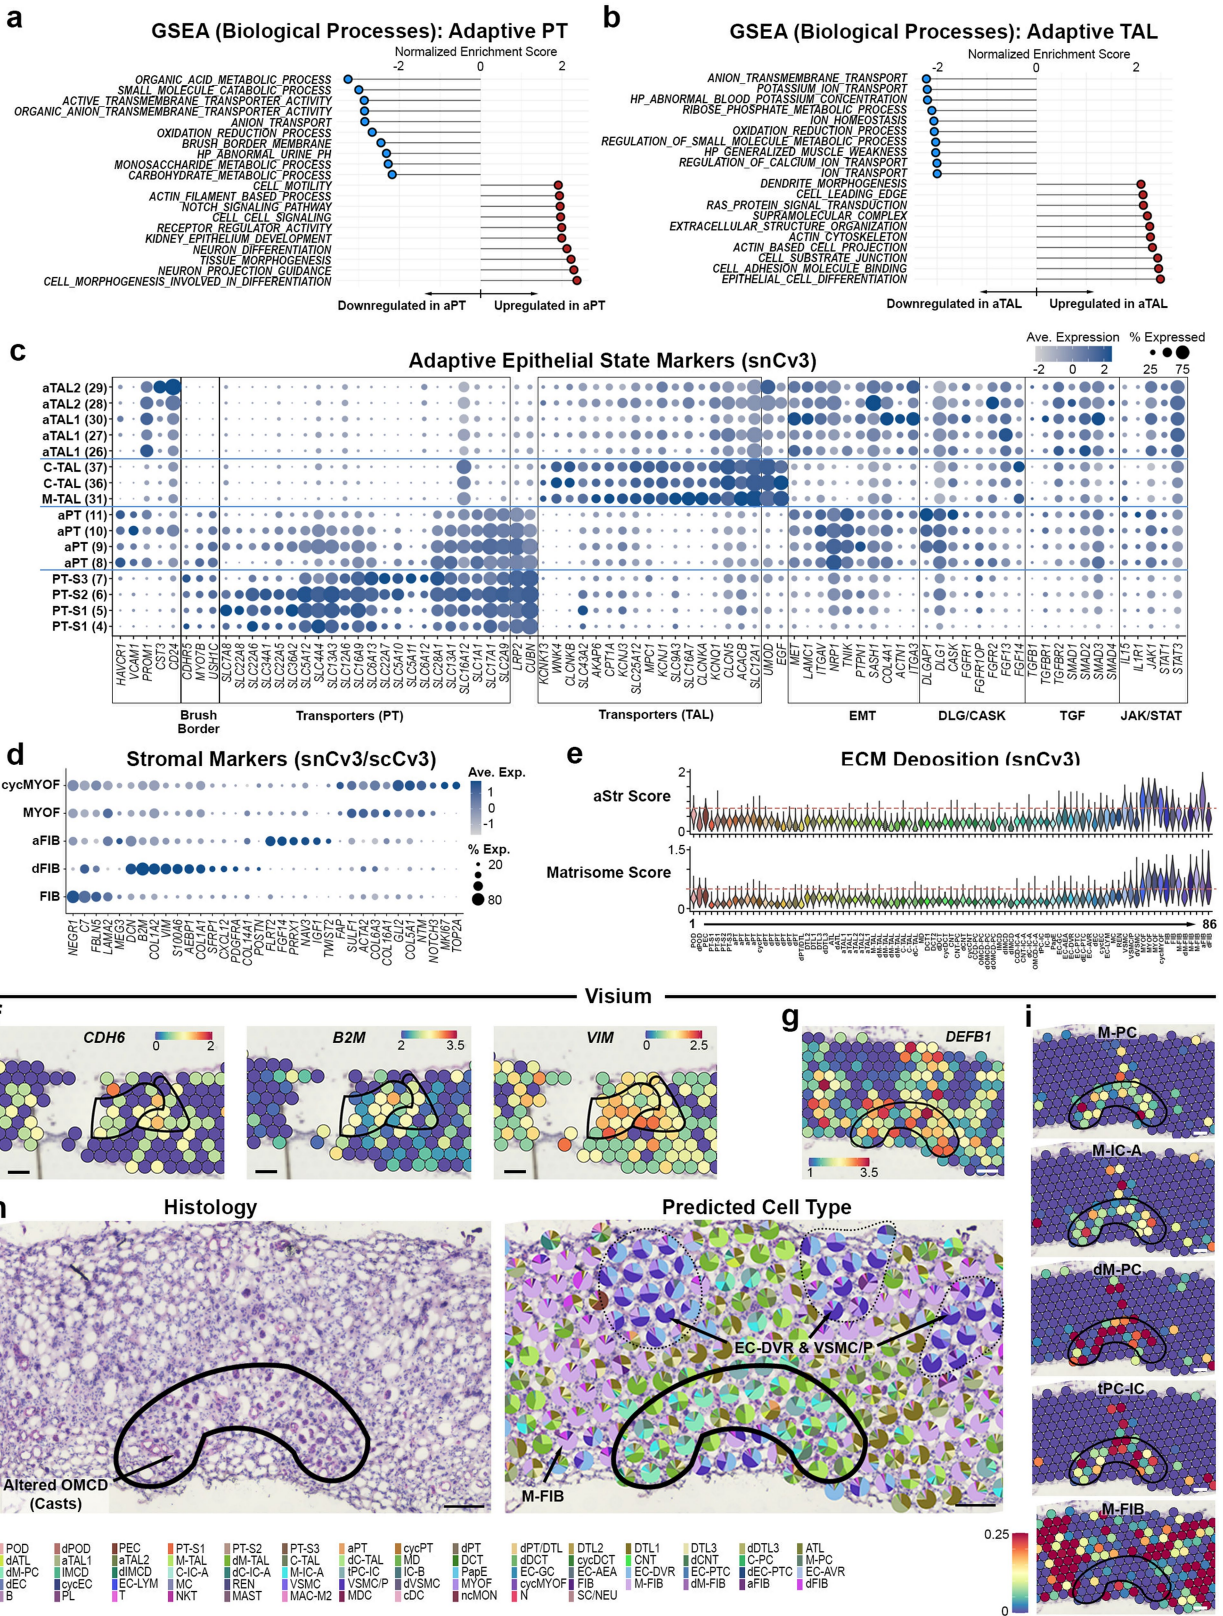 a
GSEA (Biological Processes): Adaptive PT
Normalized Enrichment Score
-2 0 2
ORGANIC_ACID_METABOLIC_PROCESS
SMALL_MOLECULE_CATABOLIC_PROCESS
ACTIVE_TRANSMEMBRANE_TRANSPORTER_ACTIVITY
ORGANIC_ANION_TRANSMEMBRANE_TRANSPORTER_ACTIVITY
ANION_TRANSPORT
OXIDATION_REDUCTION_PROCESS
BRUSH_BORDER_MEMBRANE
HP_ABNORMAL_URINE_PH
MONOSACCHARIDE_METABOLIC_PROCESS
CARBOHYDRATE_METABOLIC_PROCESS
CELL_MOTILITY
ACTIN_FILAMENT_BASED_PROCESS
NOTCH_SIGNALING_PATHWAY
CELL_CELL_SIGNALING
RECEPTOR_REGULATOR_ACTIVITY
KIDNEY_EPITHELIUM_DEVELOPMENT
NEURON_DIFFERENTIATION
TISSUE_MORPHOGENESIS
NEURON_PROJECTION_GUIDANCE
CELL_MORPHOGENESIS_INVOLVED_IN_DIFFERENTIATION
Downregulated in aPT
Upregulated in aPT
b
GSEA (Biological Processes): Adaptive TAL
Normalized Enrichment Score
-2 0 2
ANION_TRANSMEMBRANE_TRANSPORT
POTASSIUM_ION_TRANSPORT
HP_ABNORMAL_BLOOD_POTASSIUM_CONCENTRATION
RIBOSE_PHOSPHATE_METABOLIC_PROCESS
ION_HOMEOSTASIS
OXIDATION_REDUCTION_PROCESS
REGULATION_OF_SMALL_MOLECULE_METABOLIC_PROCESS
HP_GENERALIZED_MUSCLE_WEAKNESS
REGULATION_OF_CALCIUM_ION_TRANSPORT
ION_TRANSPORT
DENDRITE_MORPHOGENESIS
CELL_LEADING_EDGE
RAS_PROTEIN_SIGNAL_TRANSDUCTION
SUPRAMOLECULAR_COMPLEX
EXTRACELLULAR_STRUCTURE_ORGANIZATION
ACTIN_CYTOSKELETON
ACTIN_BASED_CELL_PROJECTION
CELL_SUBSTRATE_JUNCTION
CELL_ADHESION_MOLECULE_BINDING
EPITHELIAL_CELL_DIFFERENTIATION
Downregulated in aTAL
Upregulated in aTAL
c
Adaptive Epithelial State Markers (snCv3)
Ave. Expression
-2 0 2
% Expressed
25 75
aTAL2 (29)
aTAL2 (28)
aTAL1 (30)
aTAL1 (27)
aTAL1 (26)
C-TAL (37)
C-TAL (36)
M-TAL (31)
aPT (11)
aPT (10)
aPT (9)
aPT (8)
PT-S3 (7)
PT-S2 (6)
PT-S1 (5)
PT-S1 (4)
HAVCR1 VCAM1 PROM1 CST3 CD24 CDHR5 MYO7B USH1C SLC7A8 SLC22A8 SLC22A6 SLC34A1 SLC22A5 SLC36A2 SLC5A12 SLC4A4 SLC13A3 SLC12A6 SLC16A9 SLC6A13 SLC22A7 SLC5A10 SLC5A11 SLC6A12 SLC28A1 SLC13A1 SLC16A12 SLC1A1 SLC17A1 SLC2A9 LRP2 CUBN
KCNK13 WNK4 CLCNKB SLC43A2 AKAP6 CPT1A KCNJ3 SLC25A12 MPC1 KCNJ1 SLC9A3 SLC16A7 CLCNKA KCNQ1 CLCN5 ACACB SLC12A1 UMOD EGF
MET LAMC1 ITGAV NRP1 TNIK PTPN1 SASH1 COL4A1 ACTN1 ITGA3 DLGAP1 DLG1 CASK FGFR1 FGFR1OP FGFR2 FGF13 FGF14 TGFB1 TGFBR1 TGFBR2 SMAD1 SMAD2 SMAD3 SMAD4 IL15 IL1R1 JAK1 STAT1 STAT3
Brush
Border
Transporters (PT)
Transporters (TAL)
EMT
DLG/CASK
TGF
JAK/STAT
d
Stromal Markers (snCv3/scCv3)
Ave. Exp.
1
-1
% Exp.
20
80
cycMYOF
MYOF
aFIB
dFIB
FIB
NEGR1 C7 FBLN5 LAMA2 MEG3 DCN B2M COL1A2 VIM S100A6 AEBP1 COL1A1 SFRP1 CXCL12 PDGFRA COL14A1 POSTN FLRT2 FGF14 PRRX1 NAV3 IGF1 TWIST2 FAP SULF1 ACTA2 COL6A3 COL16A1 GLI2 COL5A1 TTM NOTCH3 MKI67 TOP2A
e
ECM Deposition (snCv3)
aStr Score
2
0
Matrisome Score
1.5
0
1 86
Visium
CDH6
0 2
B2M
2 3.5
VIM
0 2.5
g
DEFB1
1 3.5
i
M-PC
M-IC-A
dM-PC
tPC-IC
M-FIB
0.25
0
Histology
Altered OMCD
(Casts)
Predicted Cell Type
EC-DVR & VSMC/P
M-FIB
POD dPOD PEC PT-S1 PT-S2 PT-S3 aPT cycPT dPT dPT/DTL DTL2 DTL1 DTL3 dDTL3 ATL
dATL aTAL1 aTAL2 M-TAL dM-TAL C-TAL dC-TAL MD DCT dDCT cycDCT CNT dCNT C-PC M-PC
dM-PC IMCD dIMCD C-IC-A dC-IC-A M-IC-A tPC-IC IC-B PapE EC-GC EC-AEA EC-DVR EC-PTC dEC-PTC EC-AVR
dEC cycEC EC-LYM MC REN VSMC VSMC/P dVSMC MYOF cycMYOF FIB M-FIB dM-FIB aFIB dFIB
B PL T NKT MAST MAC-M2 MDC cDC ncMON N SC/NEU